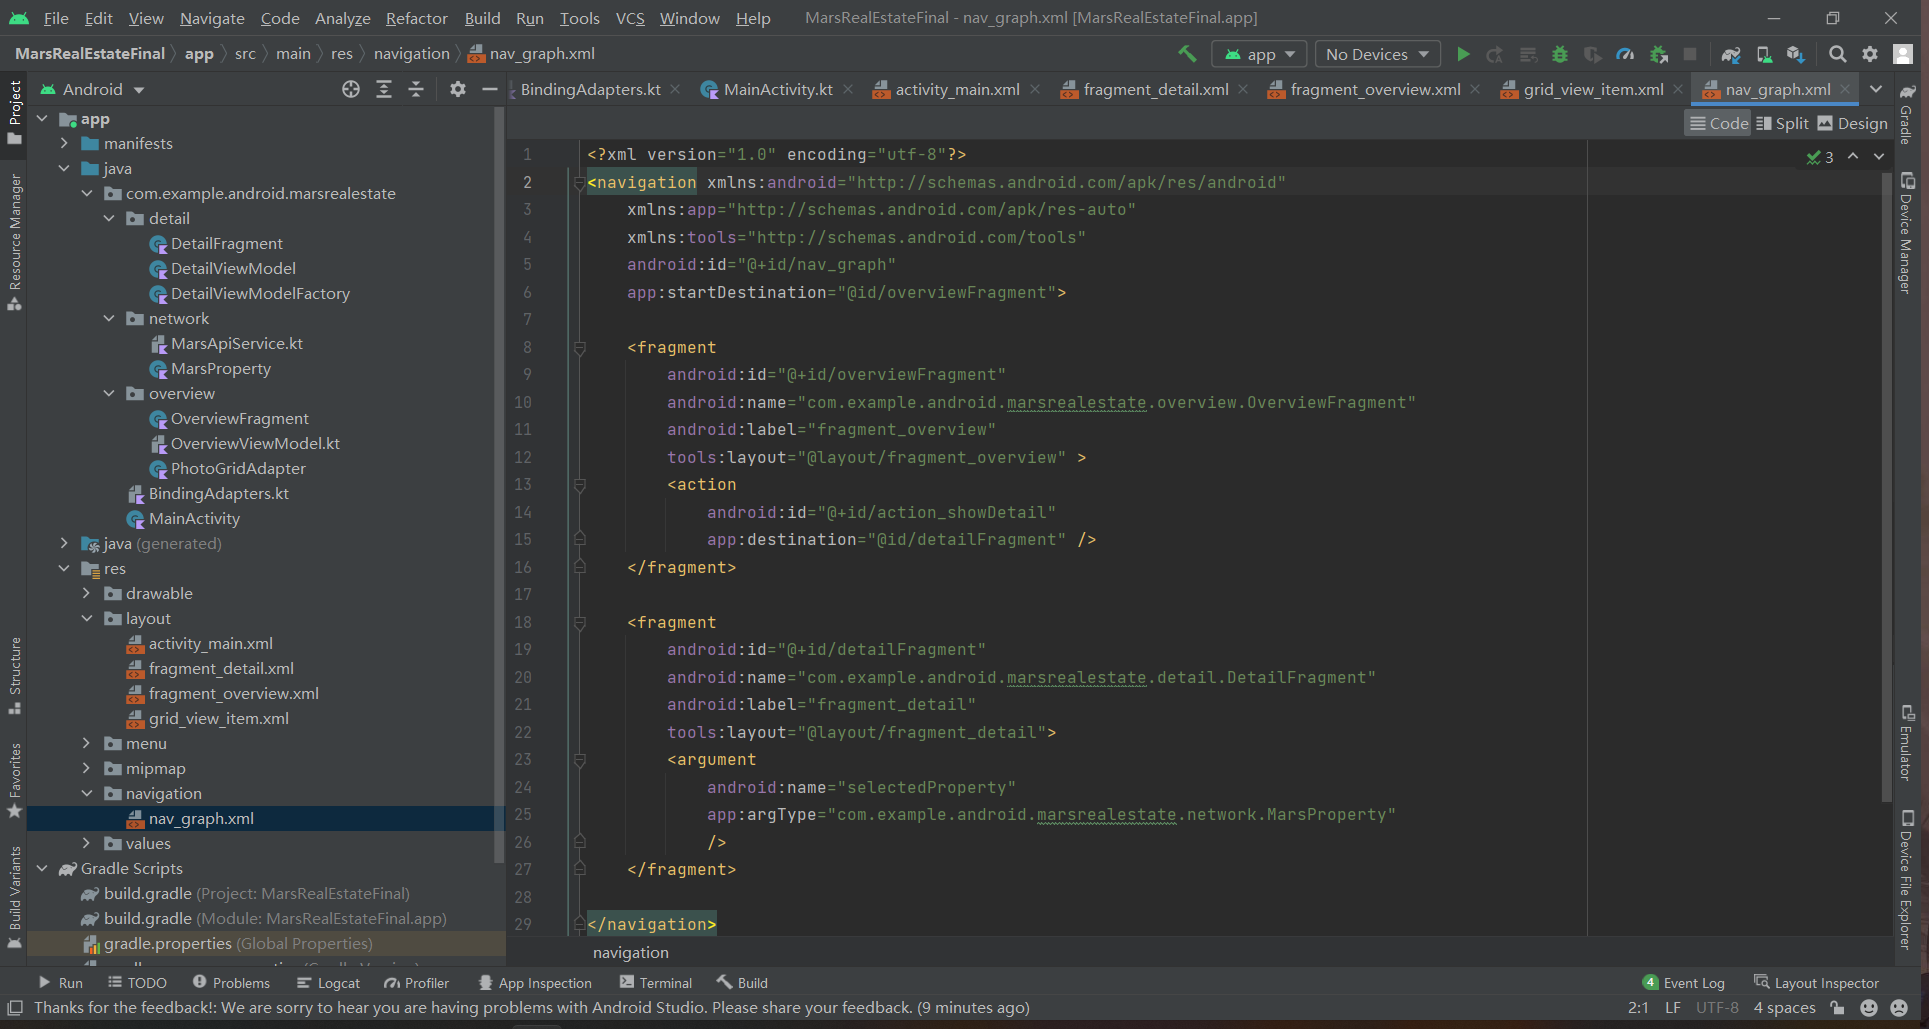 File Edit View Navigate Code Analyze Refactor Build Run Tools VCS Window Help MarsRealEstateFinal - nav_graph.xml [MarsRealEstateFinal.app]
MarsRealEstateFinal app src main res navigation nav_graph.xml app No Devices
Android BindingAdapters.kt MainActivity.kt activity_main.xml fragment_detail.xml fragment_overview.xml grid_view_item.xml nav_graph.xml
Code Split Design
Project
Resource Manager
Structure
Favorites
Build Variants
app
manifests
java
com.example.android.marsrealestate
detail
DetailFragment
DetailViewModel
DetailViewModelFactory
network
MarsApiService.kt
MarsProperty
overview
OverviewFragment
OverviewViewModel.kt
PhotoGridAdapter
BindingAdapters.kt
MainActivity
java (generated)
res
drawable
layout
activity_main.xml
fragment_detail.xml
fragment_overview.xml
grid_view_item.xml
menu
mipmap
navigation
nav_graph.xml
values
Gradle Scripts
build.gradle (Project: MarsRealEstateFinal)
build.gradle (Module: MarsRealEstateFinal.app)
gradle.properties (Global Properties)
1 <?xml version="1.0" encoding="utf-8"?>
3
2 <navigation xmlns:android="http://schemas.android.com/apk/res/android"
3 xmlns:app="http://schemas.android.com/apk/res-auto"
4 xmlns:tools="http://schemas.android.com/tools"
5 android:id="@+id/nav_graph"
6 app:startDestination="@id/overviewFragment">
7
8 <fragment
9 android:id="@+id/overviewFragment"
10 android:name="com.example.android.marsrealestate.overview.OverviewFragment"
11 android:label="fragment_overview"
12 tools:layout="@layout/fragment_overview" >
13 <action
14 android:id="@+id/action_showDetail"
15 app:destination="@id/detailFragment" />
16 </fragment>
17
18 <fragment
19 android:id="@+id/detailFragment"
20 android:name="com.example.android.marsrealestate.detail.DetailFragment"
21 android:label="fragment_detail"
22 tools:layout="@layout/fragment_detail">
23 <argument
24 android:name="selectedProperty"
25 app:argType="com.example.android.marsrealestate.network.MarsProperty"
26 />
27 </fragment>
28
29 </navigation>
navigation
Gradle
Device Manager
Emulator
Device File Explorer
Run TODO Problems Logcat Profiler App Inspection Terminal Build 4 Event Log Layout Inspector
Thanks for the feedback!: We are sorry to hear you are having problems with Android Studio. Please share your feedback. (9 minutes ago) 2:1 LF UTF-8 4 spaces